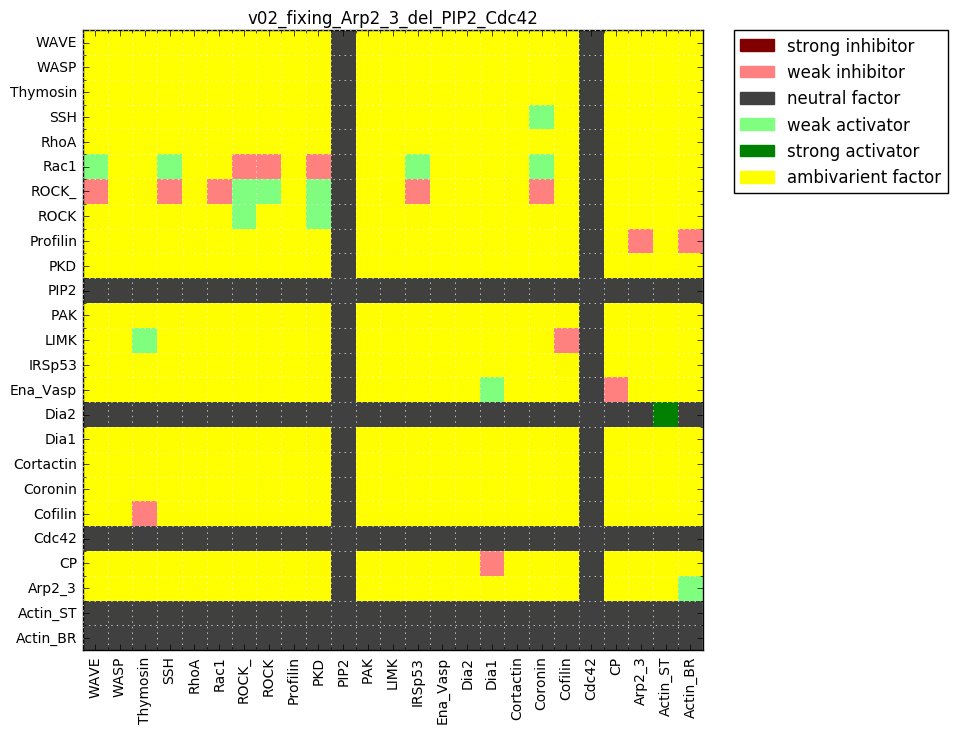 v02_fixing_Arp2_3_del_PIP2_Cdc42
WAVE
WASP
Thymosin
SSH
RhoA
Rac1
ROCK_
ROCK
Profilin
PKD
PIP2
PAK
LIMK
IRSp53
Ena_Vasp
Dia2
Dia1
Cortactin
Coronin
Cofilin
Cdc42
CP
Arp2_3
Actin_ST
Actin_BR
WAVE
WASP
Thymosin
SSH
RhoA
Rac1
ROCK_
ROCK
Profilin
PKD
PIP2
PAK
LIMK
IRSp53
Ena_Vasp
Dia2
Dia1
Cortactin
Coronin
Cofilin
Cdc42
CP
Arp2_3
Actin_ST
Actin_BR
strong inhibitor
weak inhibitor
neutral factor
weak activator
strong activator
ambivarient factor